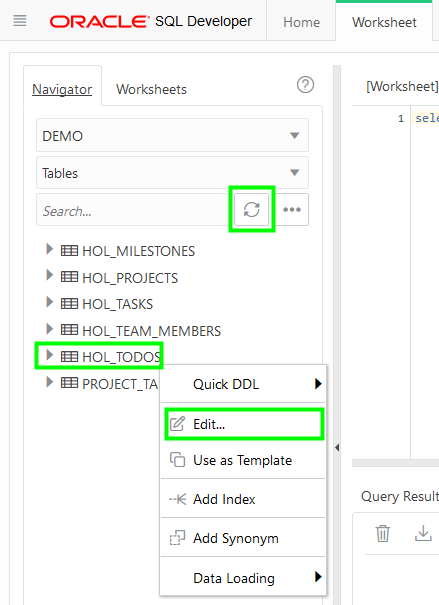 ORACLE SQL Developer
Home
Worksheet
Navigator
Worksheets
[Worksheet]
DEMO
1
Tables
Search...
HOL_MILESTONES
HOL_PROJECTS
HOL_TASKS
HOL_TEAM_MEMBERS
HOL_TODOS
PROJECT_TA
Quick DDL
Edit...
Use as Template
Add Index
Query Result
Add Synonym
Data Loading